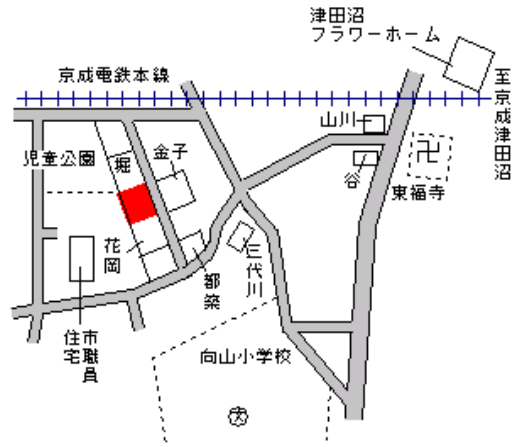 津田沼
フラワーホーム
京成電鉄本線
至京成津田沼
山川
児童公園
堀
金子
谷
卍
東福寺
花岡
都築
三代川
市職員
住宅
向山小学校
文